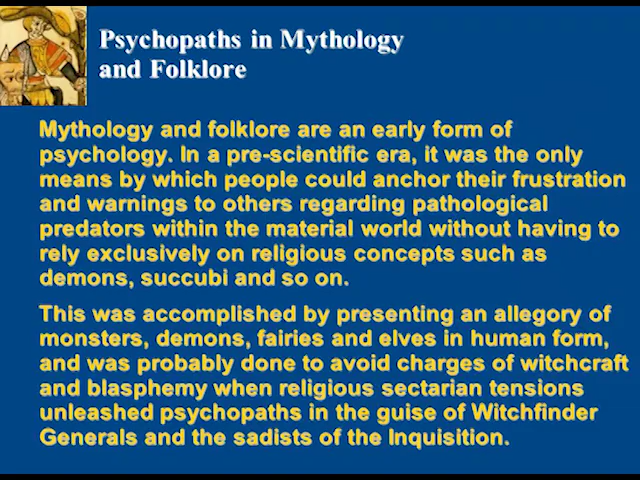 Psychopaths in Mythology
and Folklore
Mythology and folklore are an early form of
psychology. In a pre-scientific era, it was the only
means by which people could anchor their frustration
and warnings to others regarding pathological
predators within the material world without having to
rely exclusively on religious concepts such as
demons, succubi and so on.
This was accomplished by presenting an allegory of
monsters, demons, fairies and elves in human form,
and was probably done to avoid charges of witchcraft
and blasphemy when religious sectarian tensions
unleashed psychopaths in the guise of Witchfinder
Generals and the sadists of the Inquisition.